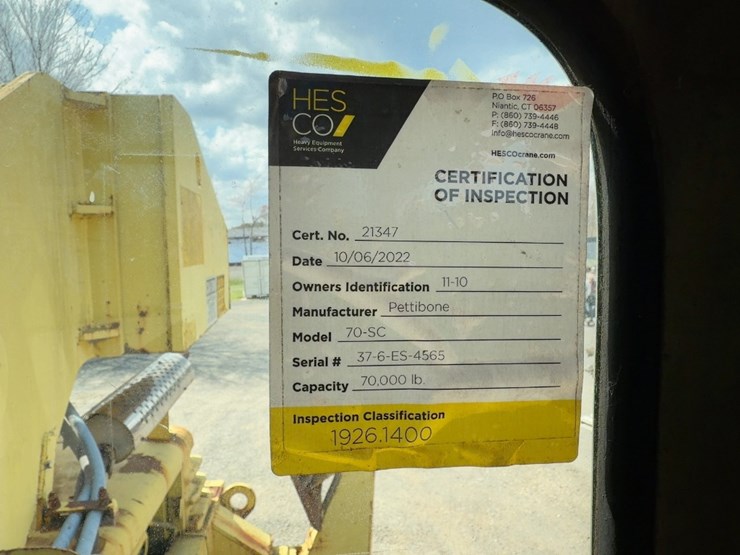 HES
CO
Heavy Equipment
Services Company
P.O Box 726
Niantic, CT 06357
P: (860) 739-4446
F: (860) 739-4448
info@hescocrane.com
HESCOcrane.com
CERTIFICATION
OF INSPECTION
Cert. No. 21347
Date 10/06/2022
Owners Identification 11-10
Manufacturer Pettibone
Model 70-SC
Serial # 37-6-ES-4565
Capacity 70,000 lb.
Inspection Classification
1926.1400